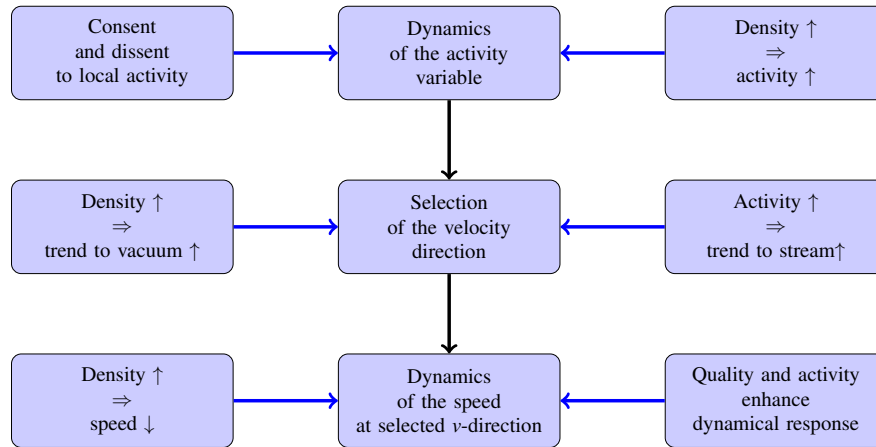 Consent
and dissent
to local activity
Dynamics
of the activity
variable
Density ↑
⇒
activity ↑
Density ↑
⇒
trend to vacuum ↑
Selection
of the velocity
direction
Activity ↑
⇒
trend to stream↑
Density ↑
⇒
speed ↓
Dynamics
of the speed
at selected v-direction
Quality and activity
enhance
dynamical response